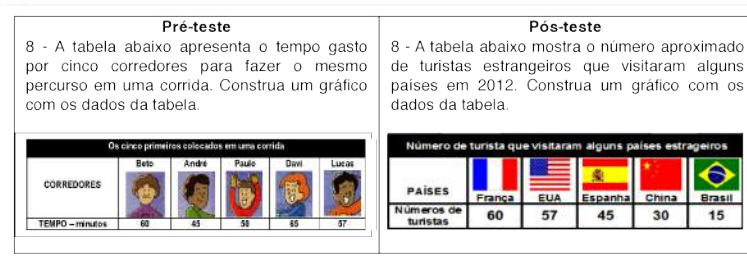 Pré-teste
8 - A tabela abaixo apresenta o tempo gasto
por cinco corredores para fazer o mesmo
percurso em uma corrida. Construa um gráfico
com os dados da tabela.
Os cinco primeiros colocados em uma corrida
CORREDORES Beto André Paulo Davi Lucas
TEMPO – minutos 60 45 50 65 57
Pós-teste
8 - A tabela abaixo mostra o número aproximado
de turistas estrangeiros que visitaram alguns
países em 2012. Construa um gráfico com os
dados da tabela.
Número de turista que visitaram alguns países estrageiros
PAÍSES França EUA Espanha China Brasil
Números de
turistas 60 57 45 30 15